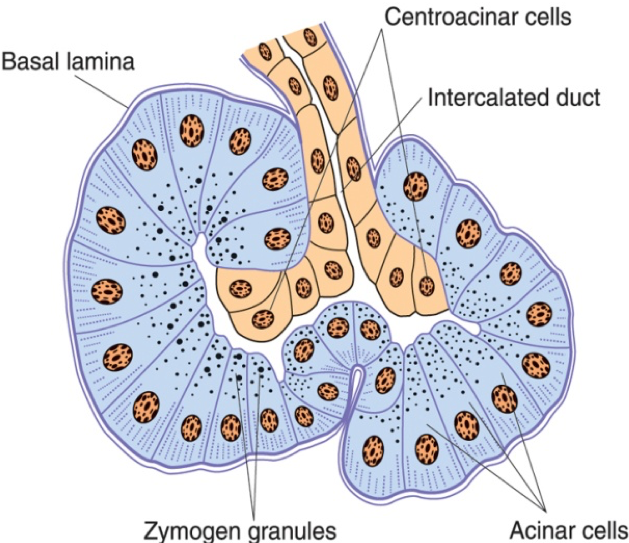 Centroacinar cells
Basal lamina
Intercalated duct
Zymogen granules
Acinar cells